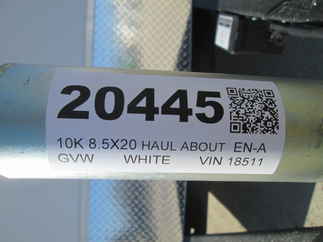 20445
10K 8.5X20 HAUL ABOUT EN-A
GVW WHITE VIN 18511